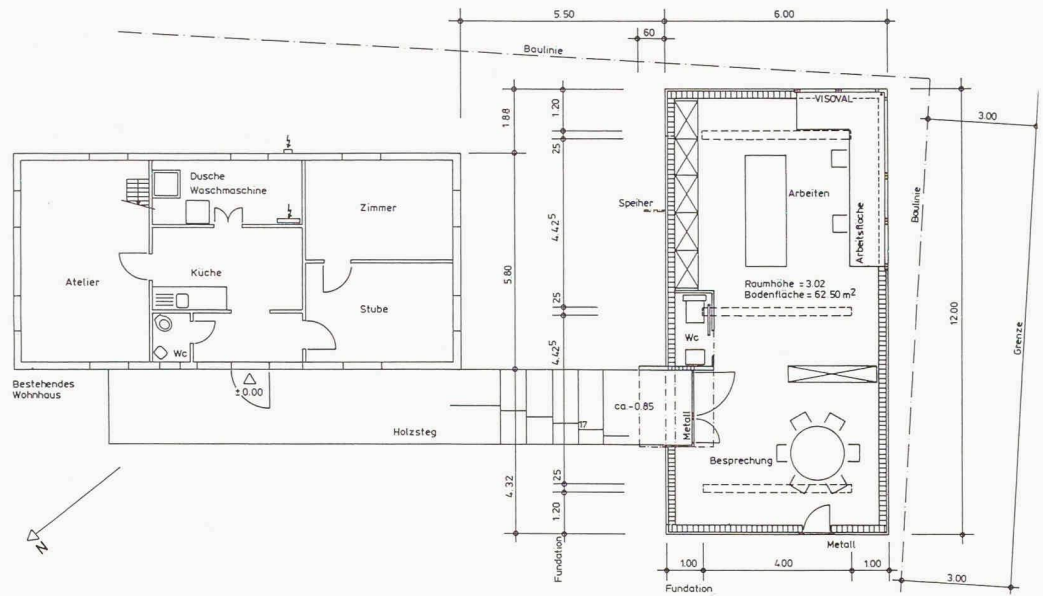 5.50
6.00
60
Baulinie
VISOVAL
3.00
1.88
1.20
25
Dusche
Waschmaschine
Zimmer
Speiher
Arbeiten
Arbeitsfläche
Baulinie
4.42⁵
Atelier
Küche
Stube
5.80
Raumhöhe = 3.02
Bodenfläche = 62.50 m²
25
12.00
Grenze
Wc
Wc
4.42⁵
Bestehendes
Wohnhaus
±0.00
ca.-0.85
Metall
17
Holzsteg
Besprechung
4.32
25
1.20
N
Fundation
Metall
1.00
4.00
1.00
3.00
Fundation